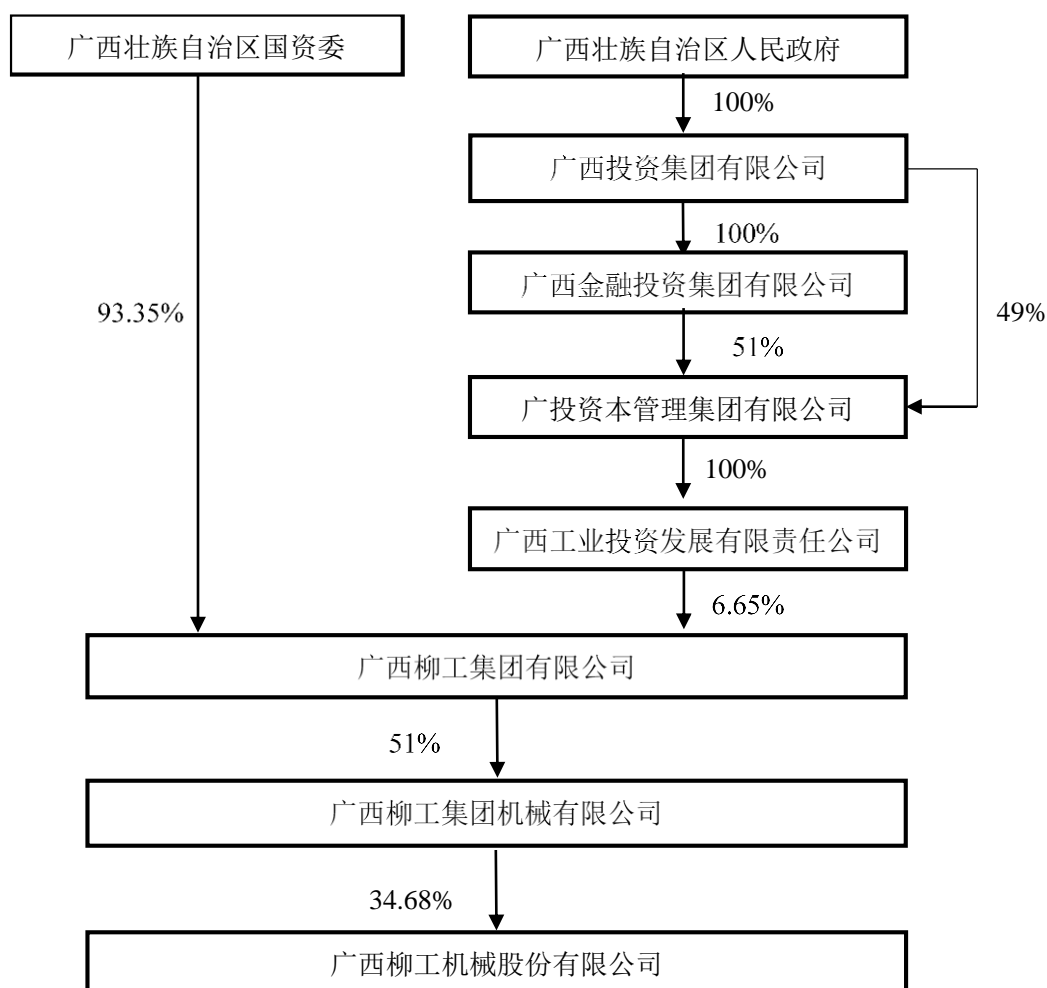 广西壮族自治区国资委
广西壮族自治区人民政府
100%
广西投资集团有限公司
100%
广西金融投资集团有限公司
93.35%
49%
51%
广投资本管理集团有限公司
100%
广西工业投资发展有限责任公司
6.65%
广西柳工集团有限公司
51%
广西柳工集团机械有限公司
34.68%
广西柳工机械股份有限公司